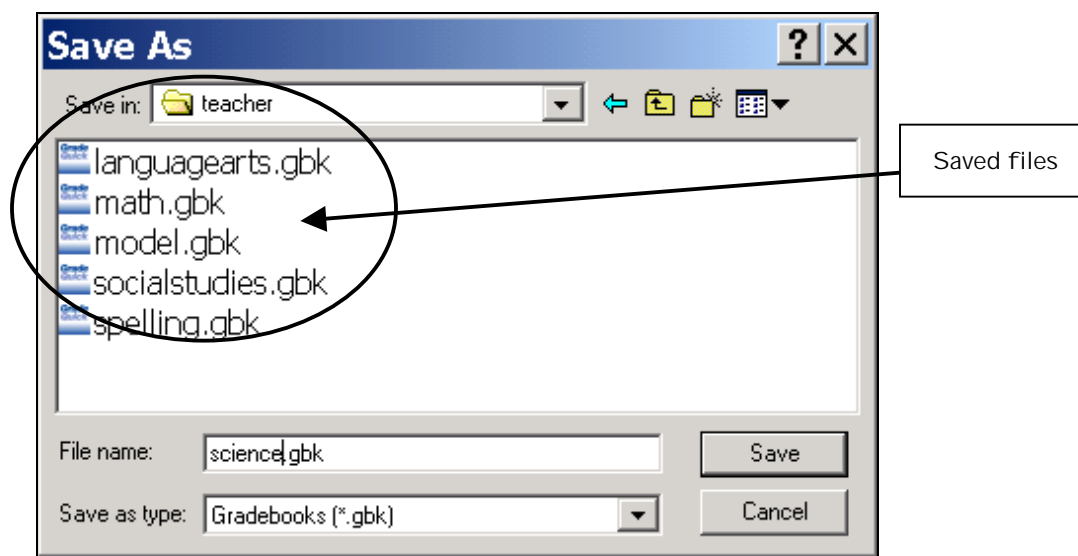 Save As
Save in: teacher
languagearts.gbk
math.gbk
model.gbk
socialstudies.gbk
spelling.gbk
Saved files
File name: science.gbk Save
Save as type: Gradebooks (*.gbk) Cancel